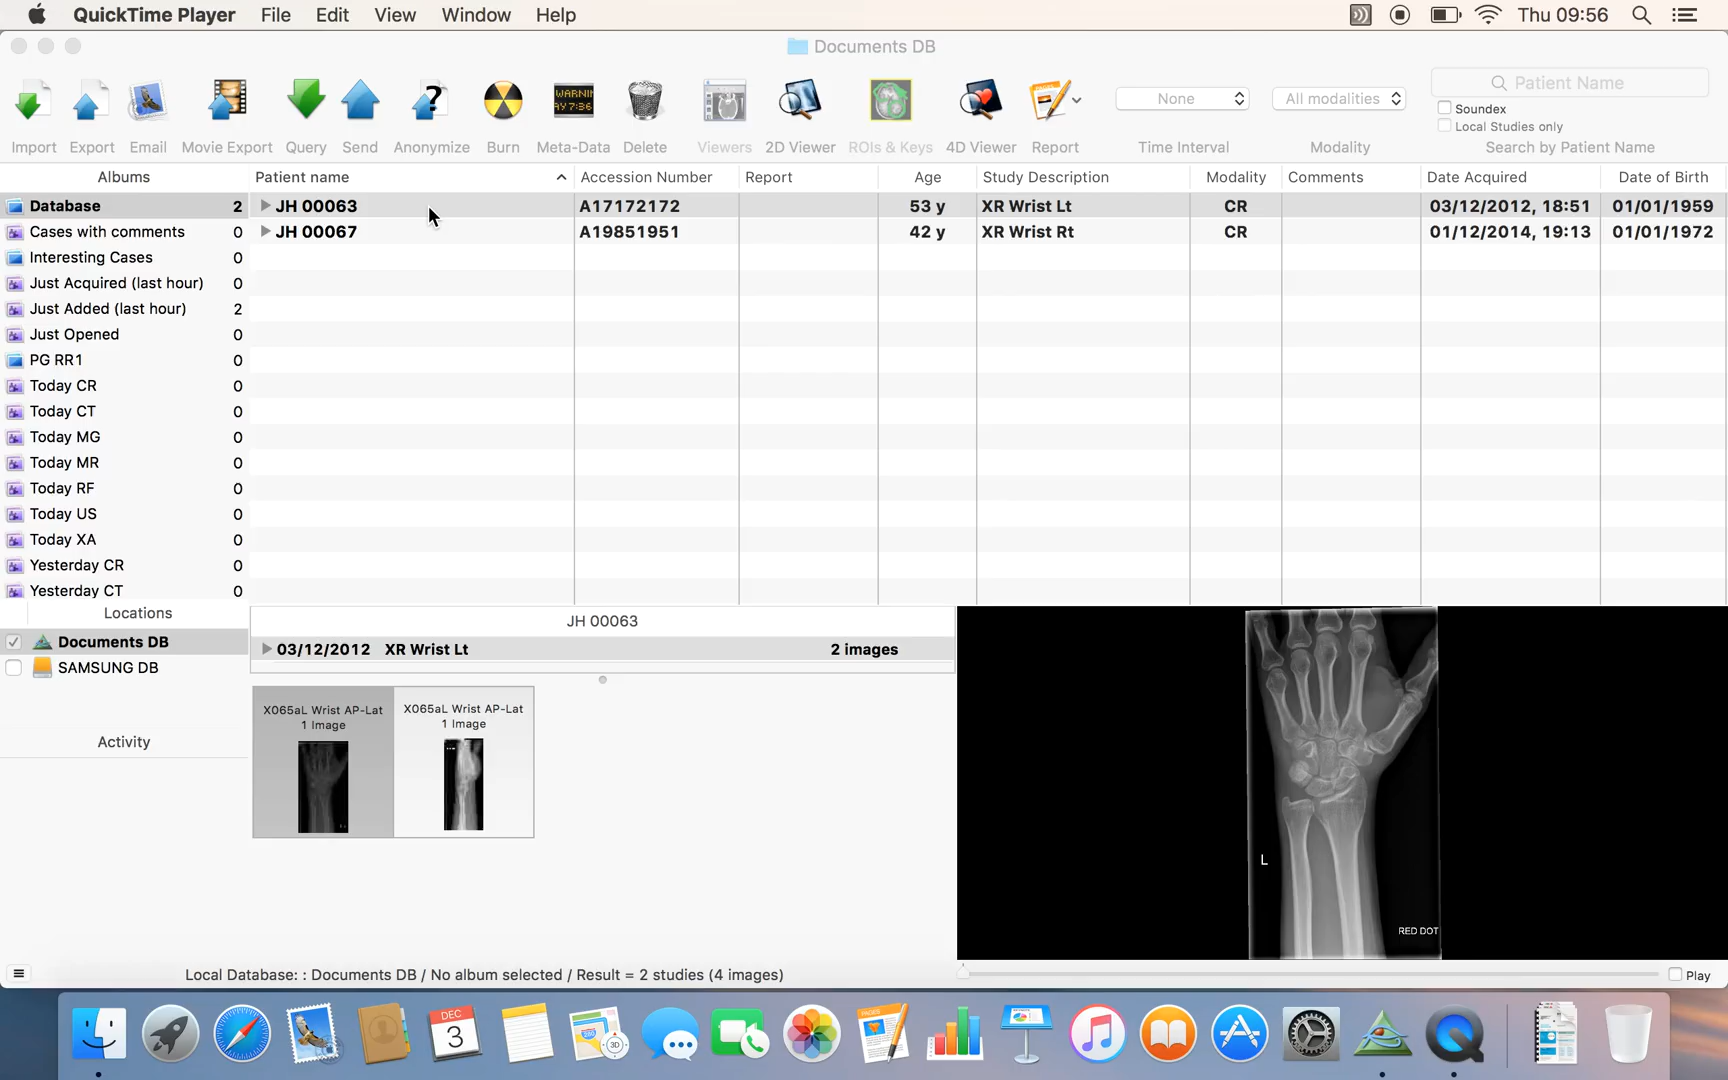 QuickTime Player File Edit View Window Help Thu 09:56
Documents DB
WARNIN
AY7:36
Patient Name
None All modalities
Soundex
Local Studies only
Import Export Email Movie Export Query Send Anonymize Burn Meta-Data Delete Viewers 2D Viewer ROIs & Keys 4D Viewer Report Time Interval Modality Search by Patient Name
Albums Patient name Accession Number Report Age Study Description Modality Comments Date Acquired Date of Birth
Database 2 JH 00063 A17172172 53 y XR Wrist Lt CR 03/12/2012, 18:51 01/01/1959
Cases with comments 0 JH 00067 A19851951 42 y XR Wrist Rt CR 01/12/2014, 19:13 01/01/1972
Interesting Cases 0
Just Acquired (last hour) 0
Just Added (last hour) 2
Just Opened 0
PG RR1 0
Today CR 0
Today CT 0
Today MG 0
Today MR 0
Today RF 0
Today US 0
Today XA 0
Yesterday CR 0
Yesterday CT 0
Locations
JH 00063
Documents DB
03/12/2012 XR Wrist Lt 2 images
SAMSUNG DB
X065aL Wrist AP-Lat
1 Image
X065aL Wrist AP-Lat
1 Image
Activity
L
RED DOT
Local Database: : Documents DB / No album selected / Result = 2 studies (4 images)
Play
DEC
3
3D
PAGES